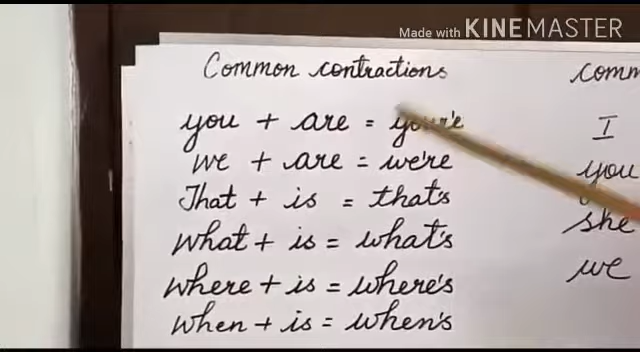 Made with KINEMASTER
Common contractions
you + are = you're
we + are = we're
That + is = that's
what + is = what's
where + is = where's
when + is = when's
comm
I
you
she
we